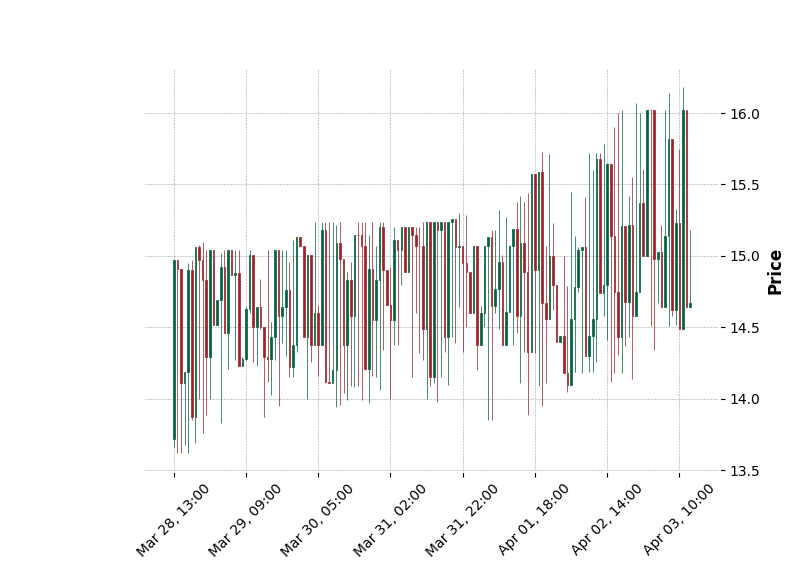 16.0
15.5
15.0
14.5
14.0
13.5
Price
Mar 28, 13:00
Mar 29, 09:00
Mar 30, 05:00
Mar 31, 02:00
Mar 31, 22:00
Apr 01, 18:00
Apr 02, 14:00
Apr 03, 10:00